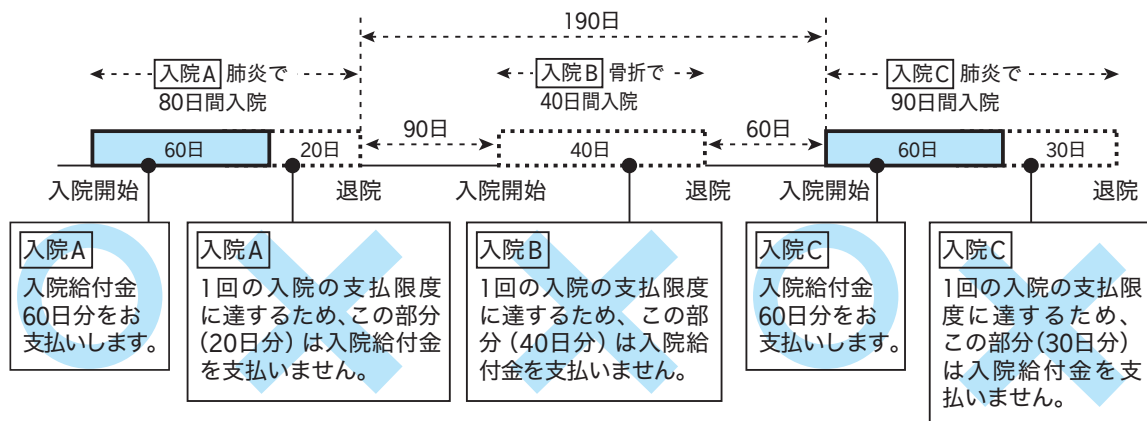 190日
入院A 肺炎で
80日間入院
入院B 骨折で
40日間入院
入院C 肺炎で
90日間入院
60日
20日
90日
40日
60日
60日
30日
入院開始
退院
入院開始
退院
入院開始
退院
入院A
入院給付金
60日分をお
支払いします。
入院A
1回の入院の支払限度
に達するため、この部分
(20日分)は入院給付金
を支払いません。
入院B
1回の入院の支払限度
に達するため、この部
分(40日分)は入院給
付金を支払いません。
入院C
入院給付金
60日分をお
支払いします。
入院C
1回の入院の支払限
度に達するため、
この部分(30日分)
は入院給付金を支
払いません。